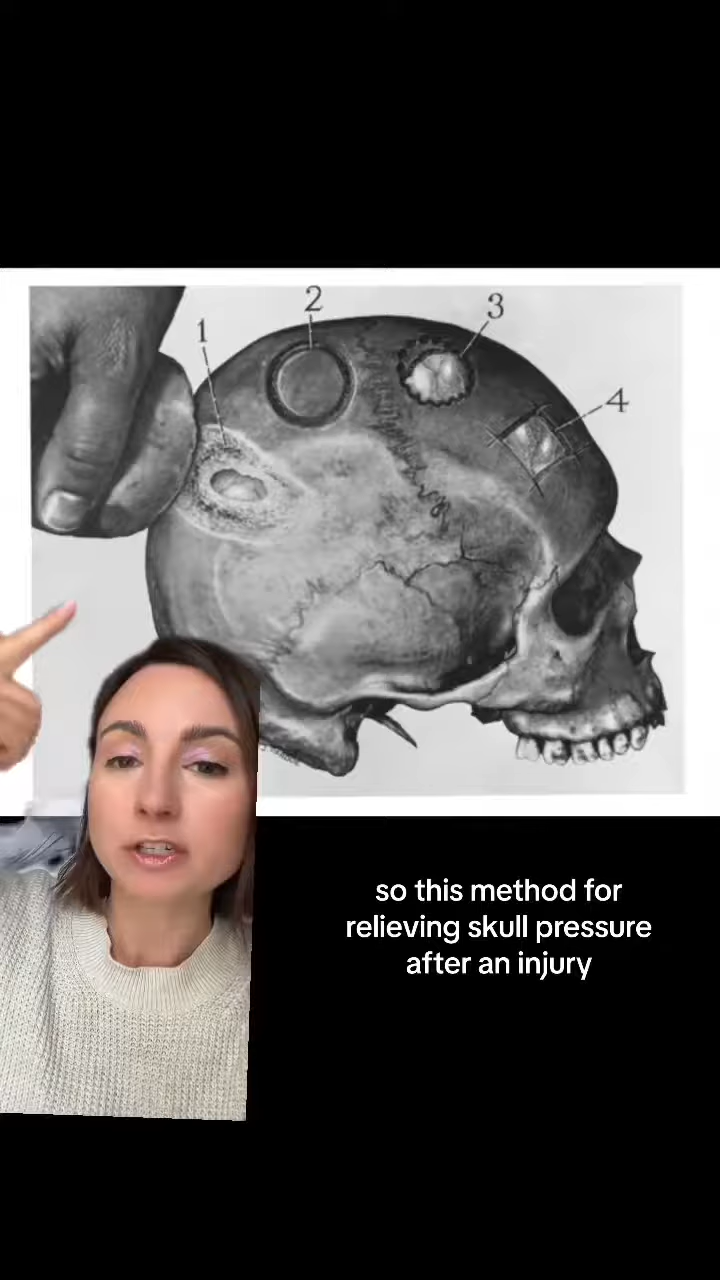 1
2
3
4
so this method for
relieving skull pressure
after an injury